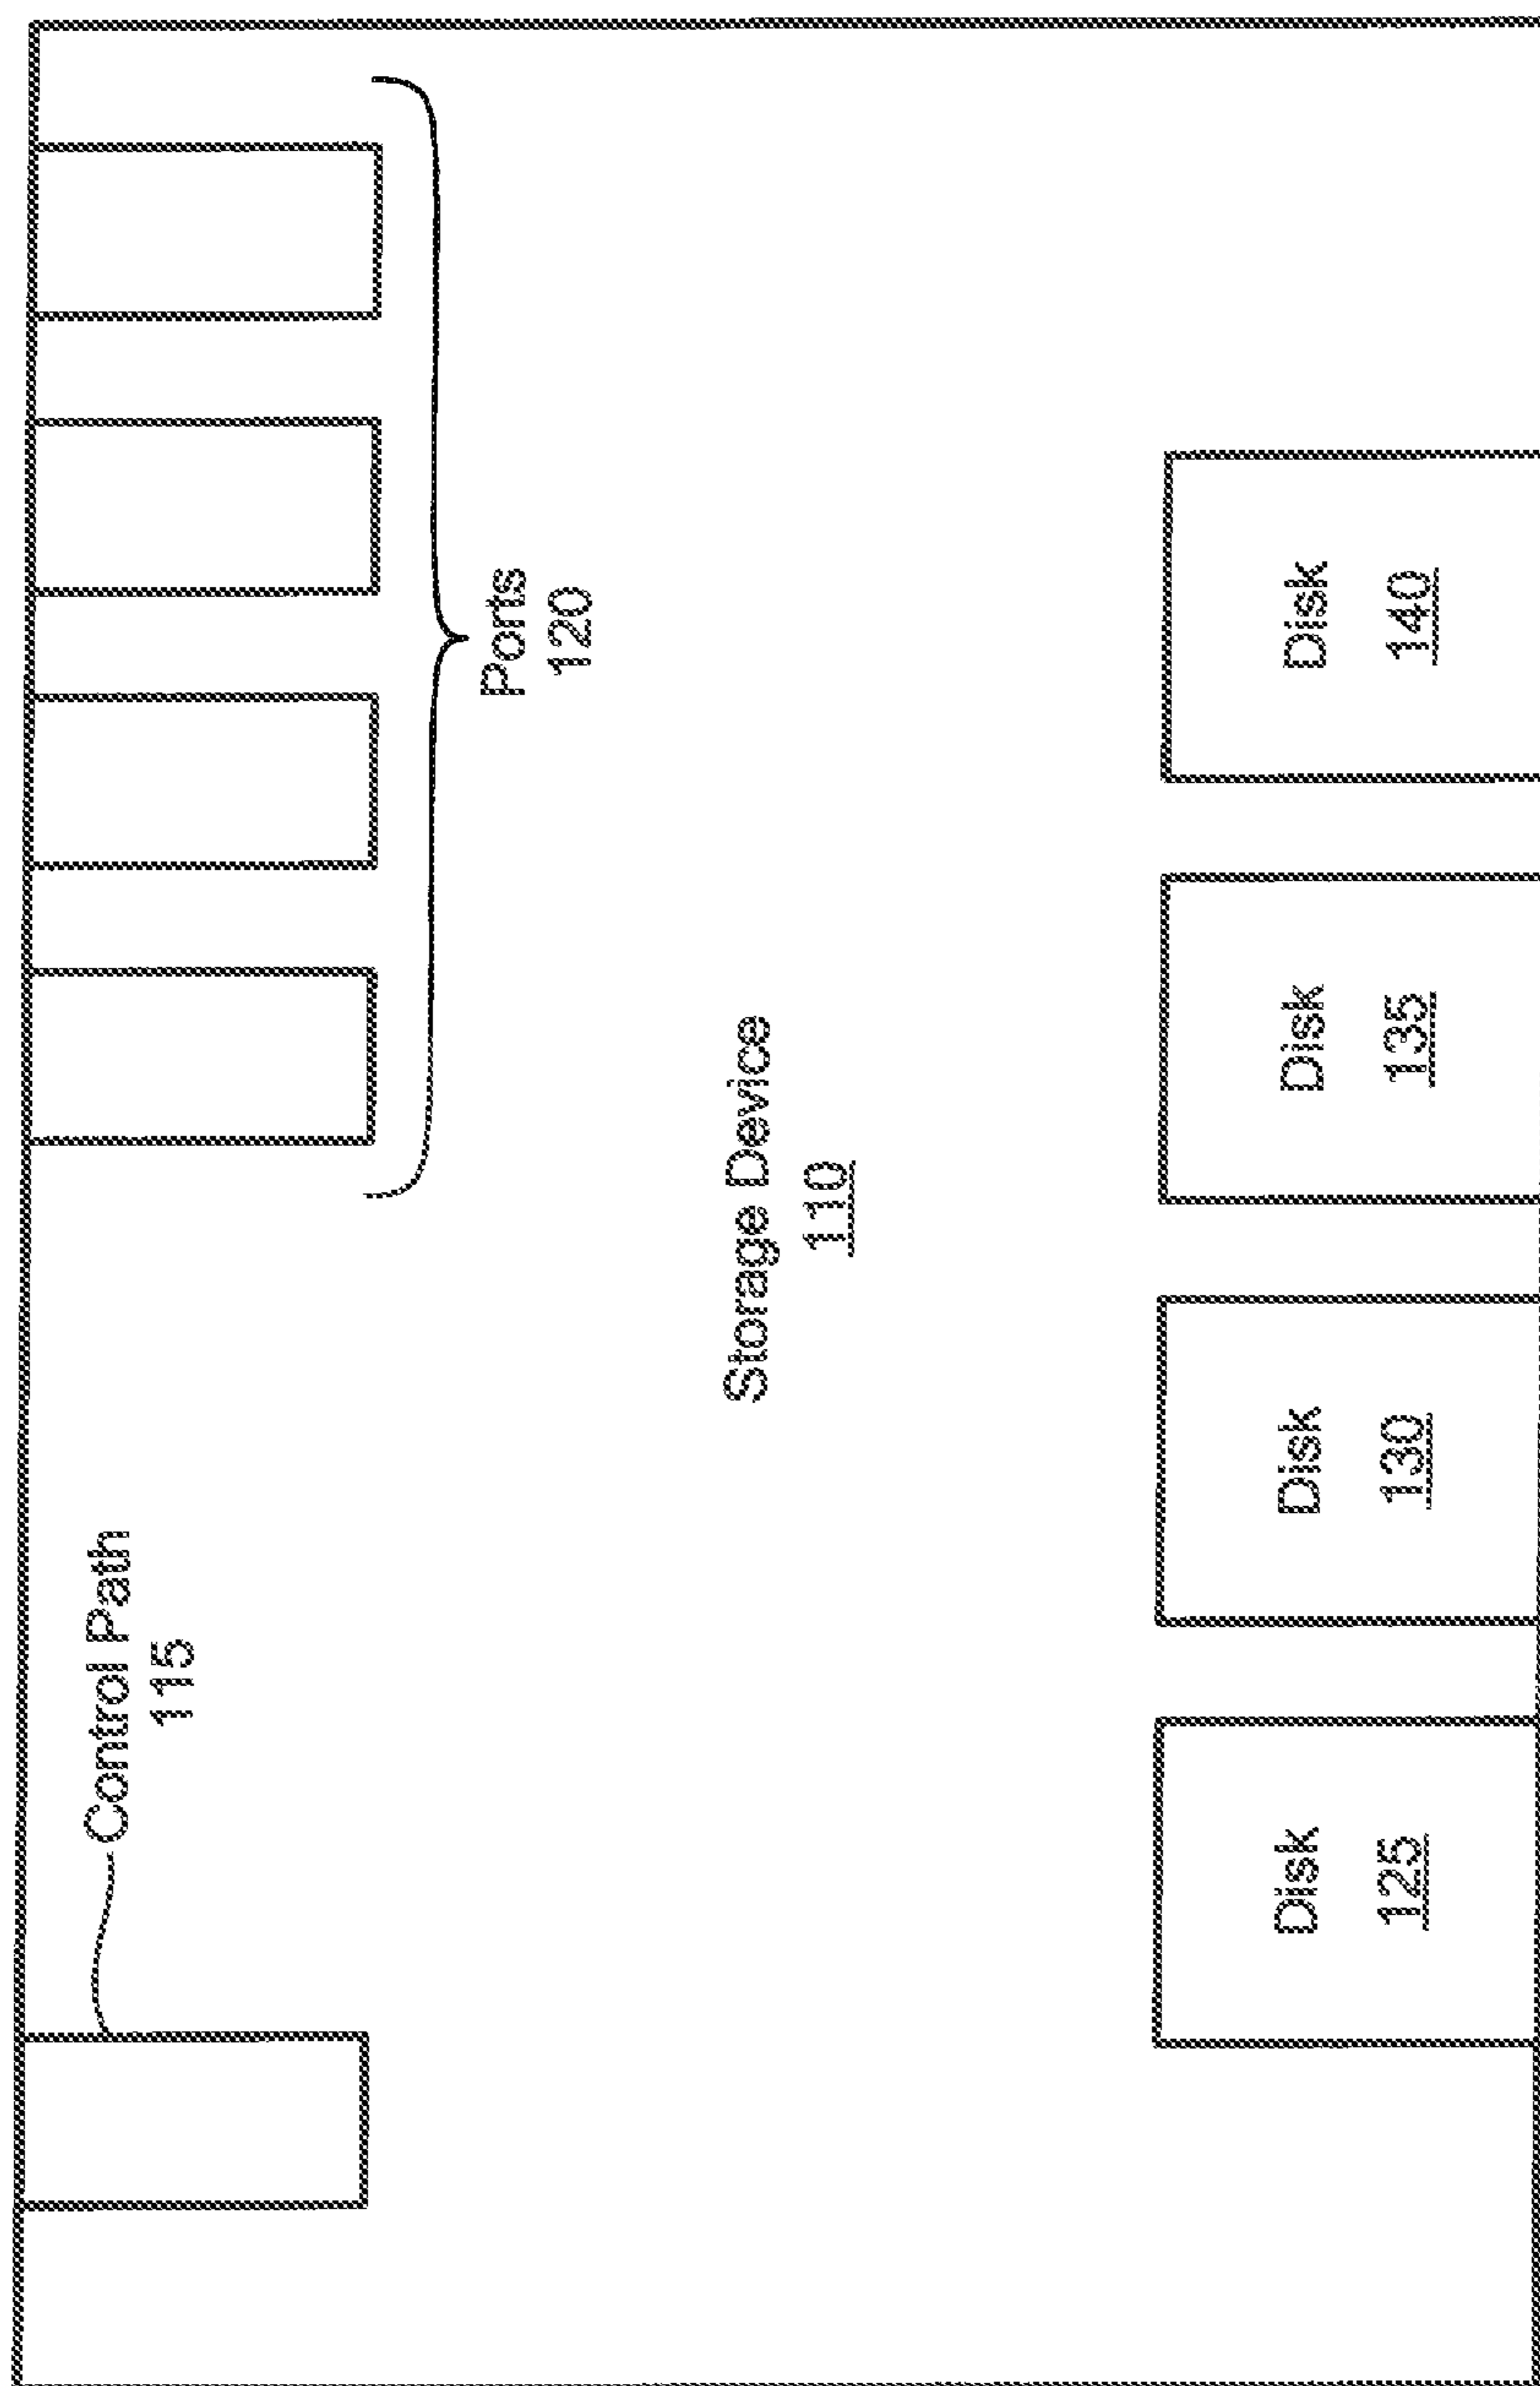 Control Path
115
Ports
120
Storage Device
110
Disk
125
Disk
130
Disk
135
Disk
140